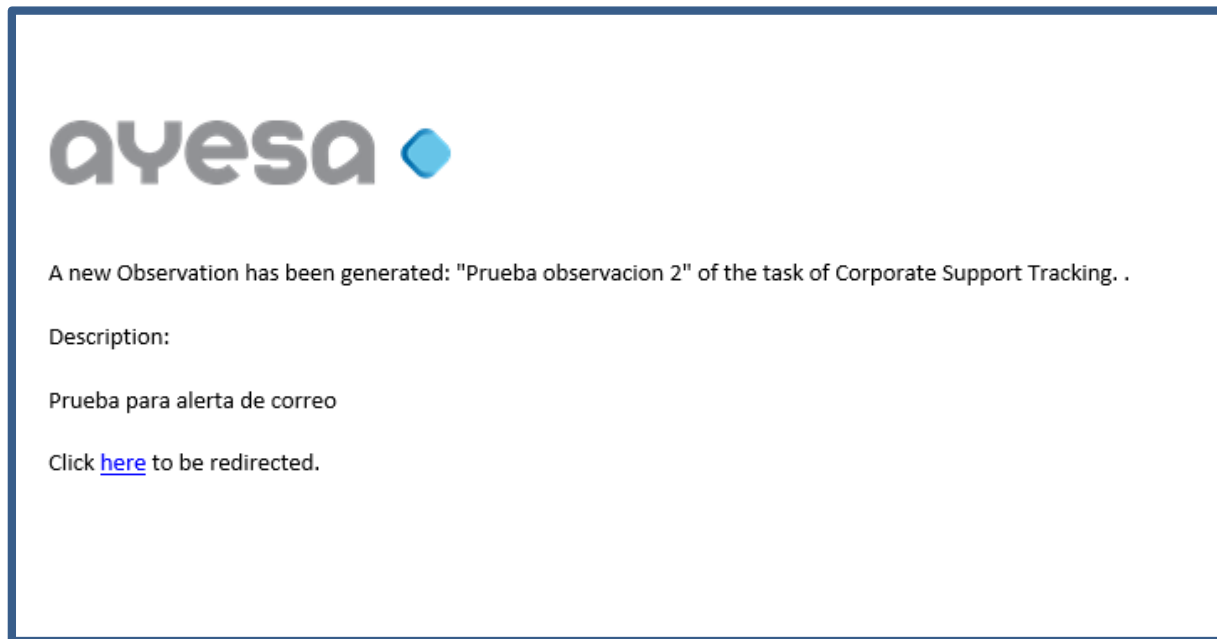 ayesa
A new Observation has been generated: "Prueba observacion 2" of the task of Corporate Support Tracking. .
Description:
Prueba para alerta de correo
Click here to be redirected.